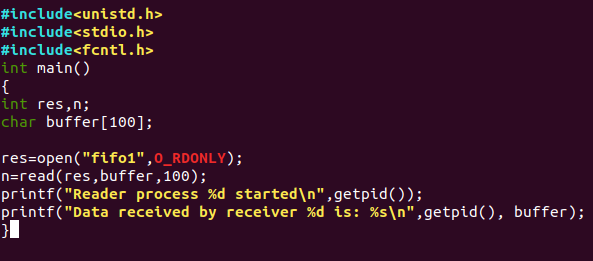 #include<unistd.h>
#include<stdio.h>
#include<fcntl.h>
int main()
{
int res,n;
char buffer[100];

res=open("fifo1",O_RDONLY);
n=read(res,buffer,100);
printf("Reader process %d started\n",getpid());
printf("Data received by receiver %d is: %s\n",getpid(), buffer);
}